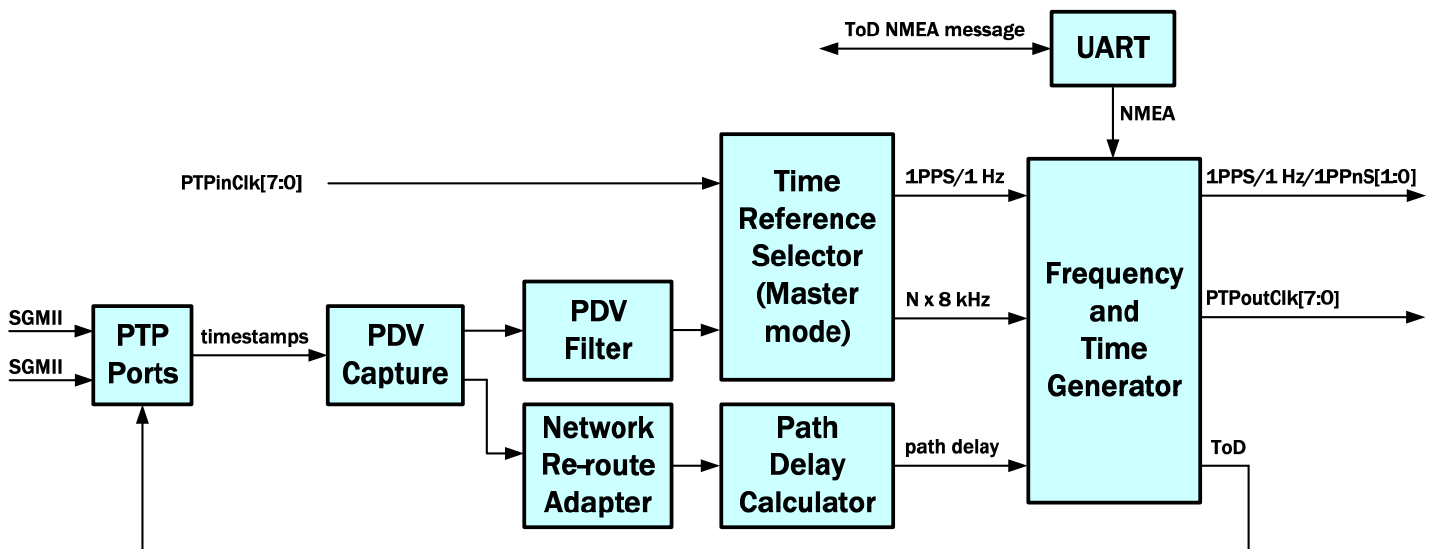 ToD NMEA message
UART
NMEA
PTPinClk[7:0]
Time
Reference
Selector
(Master
mode)
1PPS/1 Hz
N x 8 kHz
Frequency
and
Time
Generator
1PPS/1 Hz/1PPnS[1:0]
PTPoutClk[7:0]
SGMII
SGMII
PTP
Ports
timestamps
PDV
Capture
PDV
Filter
Network
Re-route
Adapter
Path
Delay
Calculator
path delay
ToD